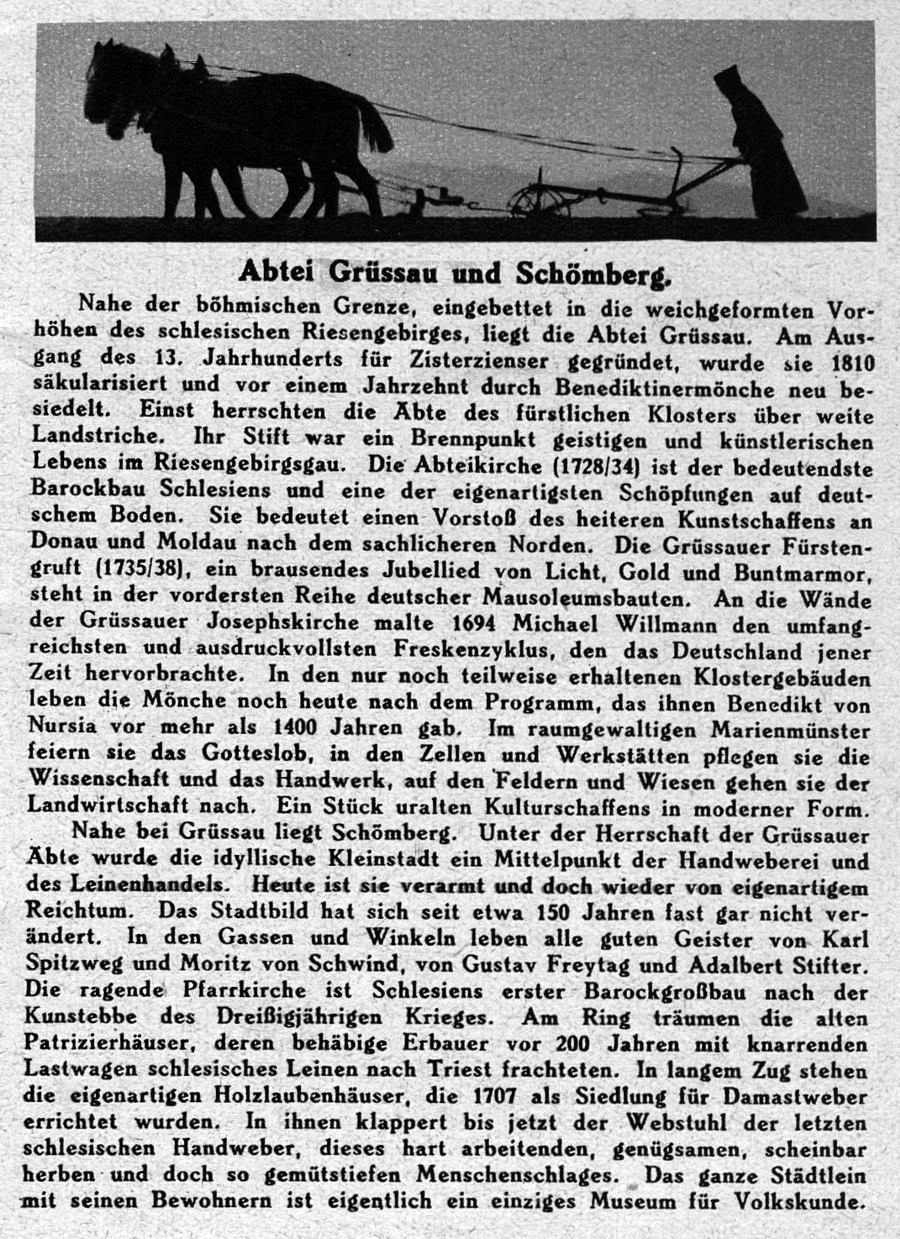 Abtei Grüssau und Schömberg.
Nahe der böhmischen Grenze, eingebettet in die weichgeformten Vor-
höhen des schlesischen Riesengebirges, liegt die Abtei Grüssau. Am Aus-
gang des 13. Jahrhunderts für Zisterzienser gegründet, wurde sie 1810
säkularisiert und vor einem Jahrzehnt durch Benediktinermönche neu be-
siedelt. Einst herrschten die Äbte des fürstlichen Klosters über weite
Landstriche. Ihr Stift war ein Brennpunkt geistigen und künstlerischen
Lebens im Riesengebirgsgau. Die Abteikirche (1728/34) ist der bedeutendste
Barockbau Schlesiens und eine der eigenartigsten Schöpfungen auf deut-
schem Boden. Sie bedeutet einen Vorstoß des heiteren Kunstschaffens an
Donau und Moldau nach dem sachlicheren Norden. Die Grüssauer Fürsten-
gruft (1735/38), ein brausendes Jubellied von Licht, Gold und Buntmarmor,
steht in der vordersten Reihe deutscher Mausoleumsbauten. An die Wände
der Grüssauer Josephskirche malte 1694 Michael Willmann den umfang-
reichsten und ausdruckvollsten Freskenzyklus, den das Deutschland jener
Zeit hervorbrachte. In den nur noch teilweise erhaltenen Klostergebäuden
leben die Mönche noch heute nach dem Programm, das ihnen Benedikt von
Nursia vor mehr als 1400 Jahren gab. Im raumgewaltigen Marienmünster
feiern sie das Gotteslob, in den Zellen und Werkstätten pflegen sie die
Wissenschaft und das Handwerk, auf den Feldern und Wiesen gehen sie der
Landwirtschaft nach. Ein Stück uralten Kulturschaffens in moderner Form.
Nahe bei Grüssau liegt Schömberg. Unter der Herrschaft der Grüssauer
Äbte wurde die idyllische Kleinstadt ein Mittelpunkt der Handweberei und
des Leinenhandels. Heute ist sie verarmt und doch wieder von eigenartigem
Reichtum. Das Stadtbild hat sich seit etwa 150 Jahren fast gar nicht ver-
ändert. In den Gassen und Winkeln leben alle guten Geister von Karl
Spitzweg und Moritz von Schwind, von Gustav Freytag und Adalbert Stifter.
Die ragende Pfarrkirche ist Schlesiens erster Barockgroßbau nach der
Kunstebbe des Dreißigjährigen Krieges. Am Ring träumen die alten
Patrizierhäuser, deren behäbige Erbauer vor 200 Jahren mit knarrenden
Lastwagen schlesisches Leinen nach Triest frachteten. In langem Zug stehen
die eigenartigen Holzlaubenhäuser, die 1707 als Siedlung für Damastweber
errichtet wurden. In ihnen klappert bis jetzt der Webstuhl der letzten
schlesischen Handweber, dieses hart arbeitenden, genügsamen, scheinbar
herben und doch so gemütstiefen Menschenschlages. Das ganze Städtlein
mit seinen Bewohnern ist eigentlich ein einziges Museum für Volkskunde.